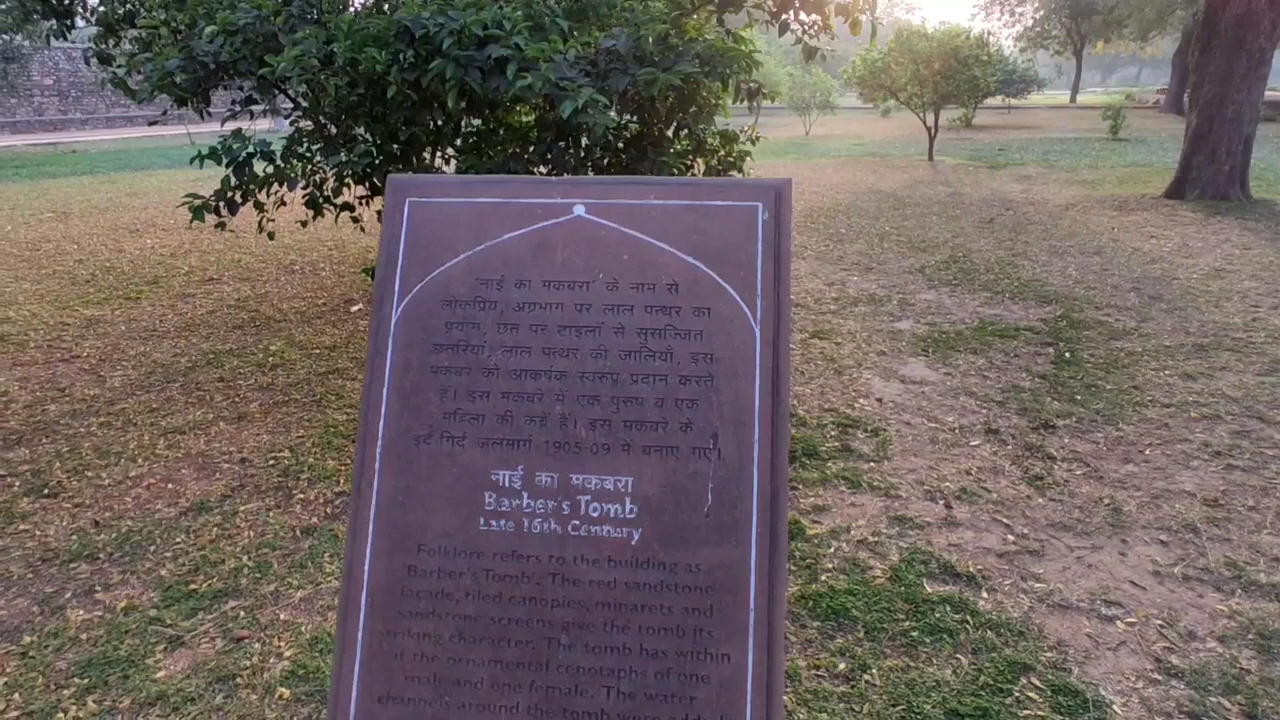 'नाई का मकबरा' के नाम से
लोकप्रिय, अग्रभाग पर लाल पत्थर का
प्रयोग, छत पर टाइलों से सुसज्जित
छतरियां, लाल पत्थर की जालियाँ, इस
मकबरे को आकर्षक स्वरुप प्रदान करते
हैं। इस मकबरे में एक पुरुष व एक
महिला की कब्रें हैं। इस मकबरे के
इर्द गिर्द जलमार्ग 1905-09 में बनाए गए।
नाई का मकबरा
Barber's Tomb
Late 16th Century
Folklore refers to the building as
'Barber's Tomb'. The red sandstone
façade, tiled canopies, minarets and
sandstone screens give the tomb its
striking character. The tomb has within
it the ornamental cenotaphs of one
male and one female. The water
channels around the tomb were added